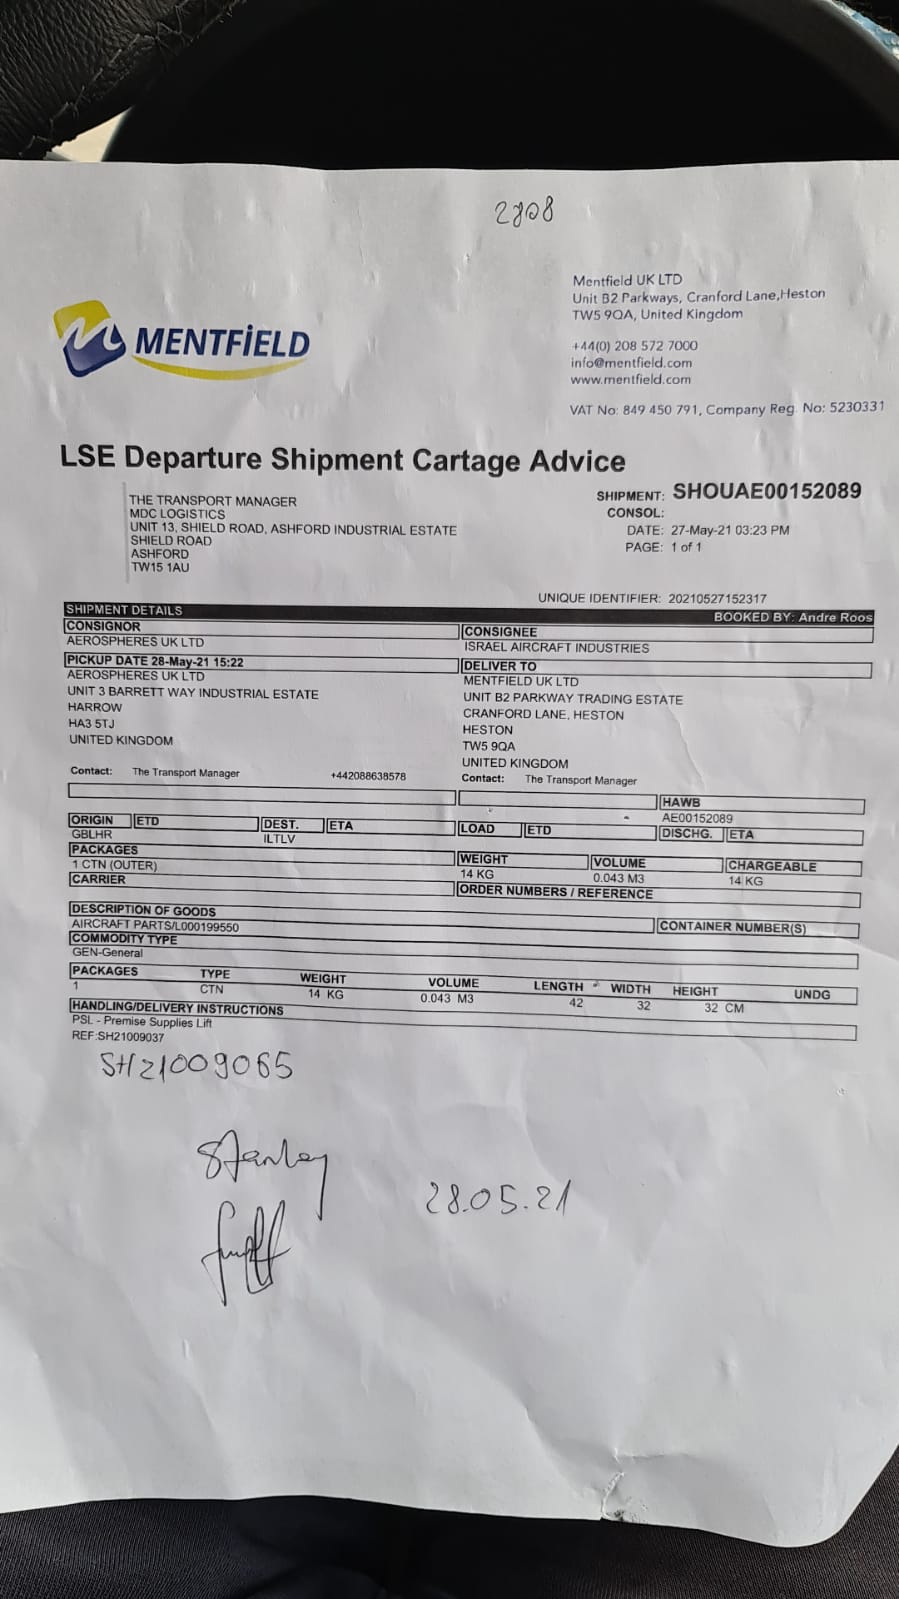 2808
Mentfield UK LTD
Unit B2 Parkways, Cranford Lane,Heston
TW5 9QA, United Kingdom
+44(0) 208 572 7000
info@mentfield.com
www.mentfield.com
VAT No: 849 450 791, Company Reg. No: 5230331
MENTFiELD
LSE Departure Shipment Cartage Advice
THE TRANSPORT MANAGER
MDC LOGISTICS
UNIT 13, SHIELD ROAD, ASHFORD INDUSTRIAL ESTATE
SHIELD ROAD
ASHFORD
TW15 1AU
SHIPMENT: SHOUAE00152089
CONSOL:
DATE: 27-May-21 03:23 PM
PAGE: 1 of 1
UNIQUE IDENTIFIER: 20210527152317
SHIPMENT DETAILS BOOKED BY: Andre Roos
CONSIGNOR
AEROSPHERES UK LTD
PICKUP DATE 28-May-21 15:22
AEROSPHERES UK LTD
UNIT 3 BARRETT WAY INDUSTRIAL ESTATE
HARROW
HA3 5TJ
UNITED KINGDOM
Contact: The Transport Manager +442088638578
CONSIGNEE
ISRAEL AIRCRAFT INDUSTRIES
DELIVER TO
MENTFIELD UK LTD
UNIT B2 PARKWAY TRADING ESTATE
CRANFORD LANE, HESTON
HESTON
TW5 9QA
UNITED KINGDOM
Contact: The Transport Manager
HAWB
AE00152089
ORIGIN ETD DEST. ETA LOAD ETD DISCHG. ETA
GBLHR ILTLV
PACKAGES WEIGHT VOLUME CHARGEABLE
1 CTN (OUTER) 14 KG 0.043 M3 14 KG
CARRIER ORDER NUMBERS / REFERENCE
DESCRIPTION OF GOODS CONTAINER NUMBER(S)
AIRCRAFT PARTS/L000199550
COMMODITY TYPE
GEN-General
PACKAGES TYPE WEIGHT VOLUME LENGTH WIDTH HEIGHT UNDG
1 CTN 14 KG 0.043 M3 42 32 32 CM
HANDLING/DELIVERY INSTRUCTIONS
PSL - Premise Supplies Lift
REF:SH21009037
SH21009065
Stanley
28.05.21